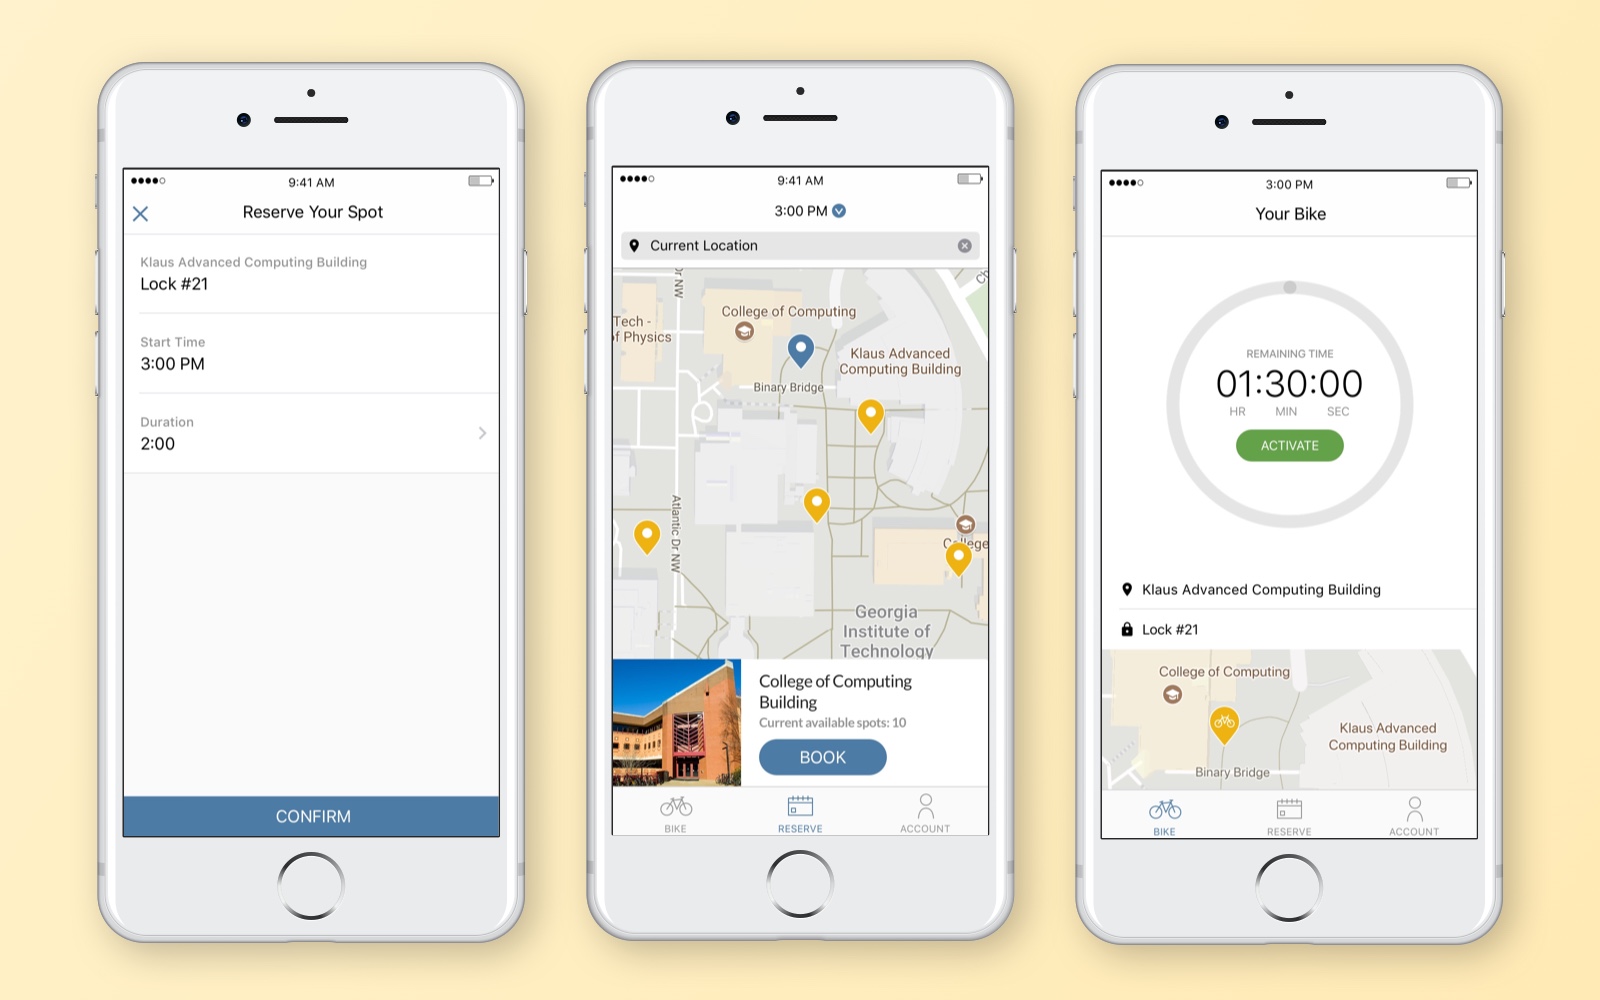 9:41 AM
Reserve Your Spot
Klaus Advanced Computing Building
Lock #21
Start Time
3:00 PM
Duration
2:00
CONFIRM
9:41 AM
3:00 PM
Current Location
Dr NW
College of Computing
Tech -
of Physics
Klaus Advanced
Computing Building
Binary Bridge
Atlantic Dr NW
College
Georgia
Institute of
Technology
College of Computing
Building
Current available spots: 10
BOOK
BIKE
RESERVE
ACCOUNT
3:00 PM
Your Bike
REMAINING TIME
01:30:00
HR MIN SEC
ACTIVATE
Klaus Advanced Computing Building
Lock #21
College of Computing
Klaus Advanced
Computing Building
Binary Bridge
BIKE
RESERVE
ACCOUNT